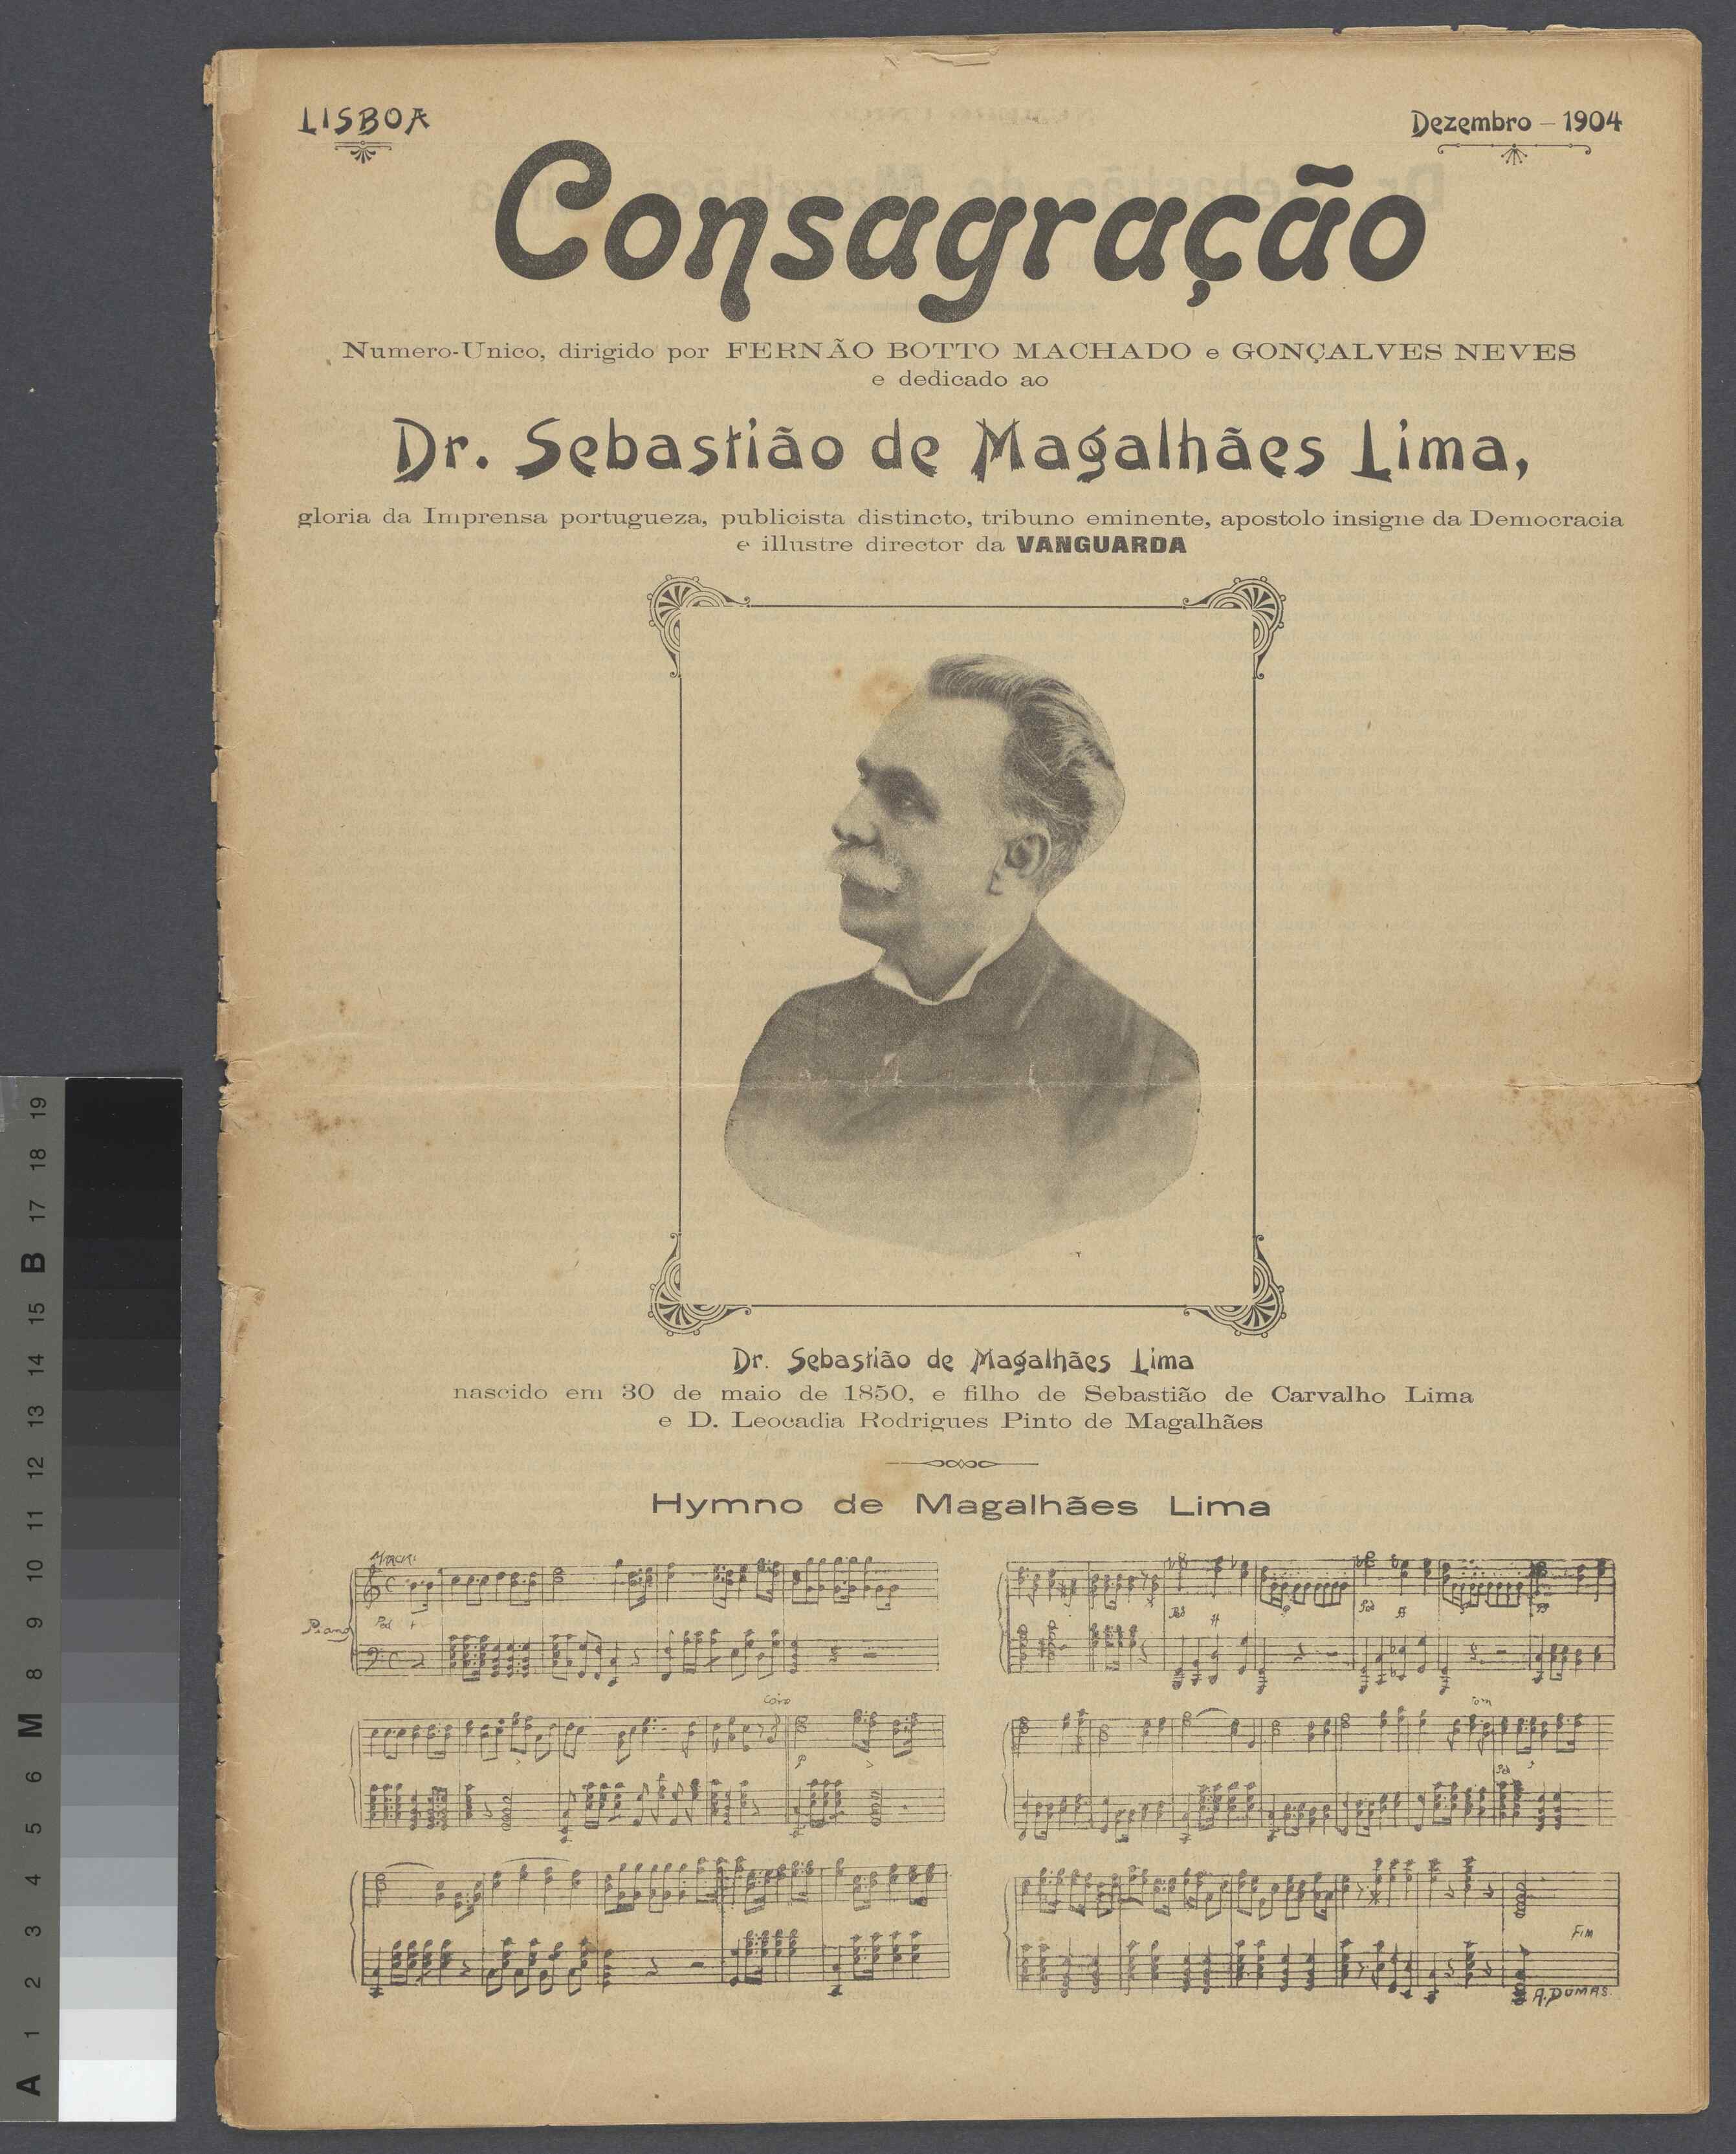 LISBOA
Dezembro – 1904
Consagração
Numero-Unico, dirigido por FERNÃO BOTTO MACHADO e GONÇALVES NEVES
e dedicado ao
Dr. Sebastião de Magalhães Lima,
gloria da Imprensa portugueza, publicista distincto, tribuno eminente, apostolo insigne da Democracia
e illustre director da VANGUARDA
Dr. Sebastião de Magalhães Lima
nascido em 30 de maio de 1850, e filho de Sebastião de Carvalho Lima
e D. Leocadia Rodrigues Pinto de Magalhães
Hymno de Magalhães Lima
Piano
Coro
FIM
A. DUMAS
A 1 2 3 4 5 6 M 8 9 10 11 12 13 14 15 B 17 18 19